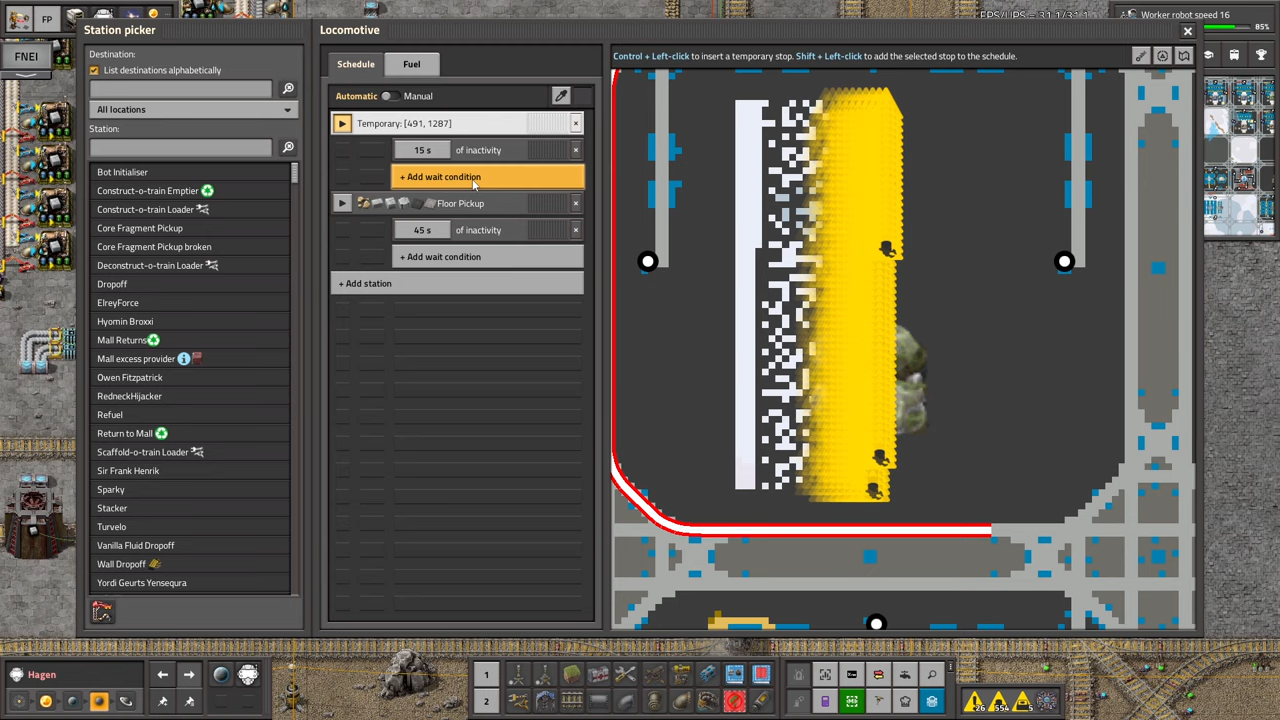 FP
Station picker
Locomotive
Worker robot speed 16
85%
FNEI
Destination:
List destinations alphabetically
All locations
Station:
Bot Initialiser
Construct-o-train Emptier
Construct-o-train Loader
Core Fragment Pickup
Core Fragment Pickup broken
Deconstruct-o-train Loader
Dropoff
ElreyForce
Hyomin Broxxi
Mall Returns
Mall excess provider
Owen Fitzpatrick
RedneckHijacker
Refuel
Return to Mall
Scaffold-o-train Loader
Sir Frank Henrik
Sparky
Stacker
Turvelo
Vanilla Fluid Dropoff
Wall Dropoff
Yordi Geurts Yensequra
Schedule
Fuel
Automatic
Manual
Temporary: [491, 1287]
15 s
of inactivity
+ Add wait condition
Floor Pickup
45 s
of inactivity
+ Add wait condition
+ Add station
Control + Left-click to insert a temporary stop. Shift + Left-click to add the selected stop to the schedule.
Hagen
1
2
26
554
5